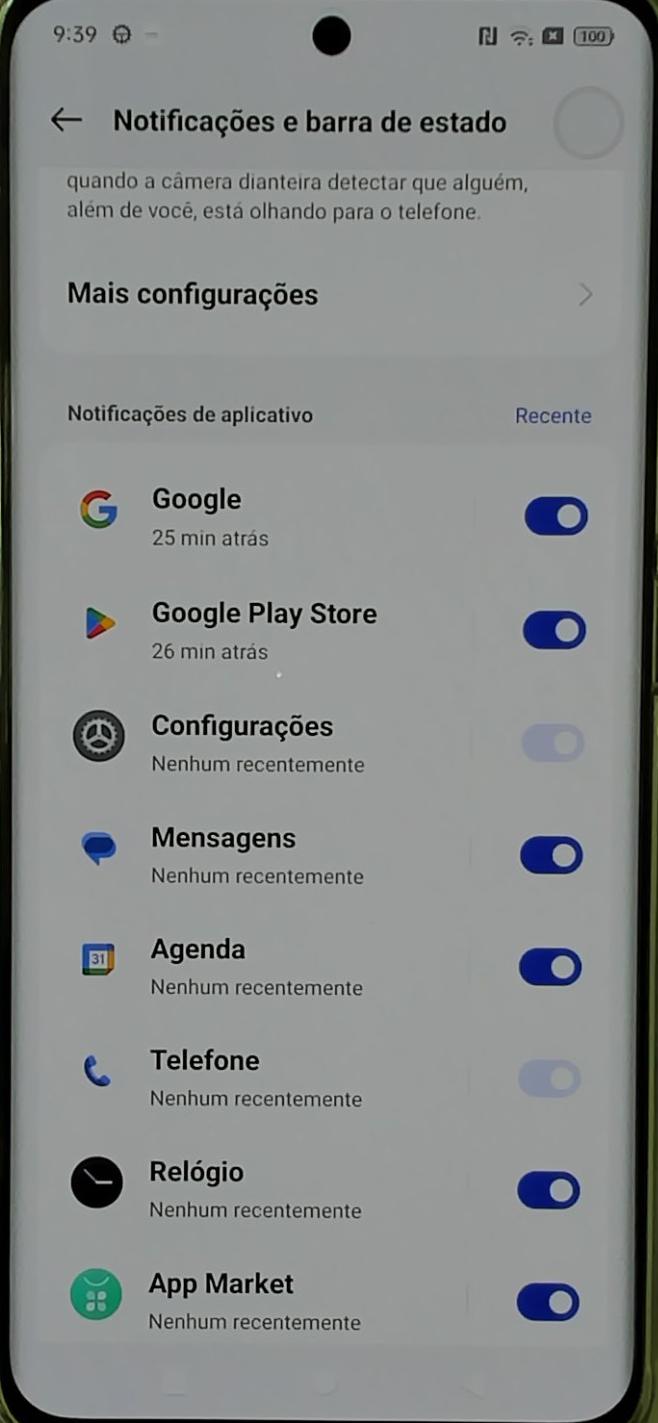 9:39
100
Notificações e barra de estado
quando a câmera dianteira detectar que alguém,
além de você, está olhando para o telefone.
Mais configurações
Notificações de aplicativo
Recente
Google
25 min atrás
Google Play Store
26 min atrás
Configurações
Nenhum recentemente
Mensagens
Nenhum recentemente
31
Agenda
Nenhum recentemente
Telefone
Nenhum recentemente
Relógio
Nenhum recentemente
App Market
Nenhum recentemente